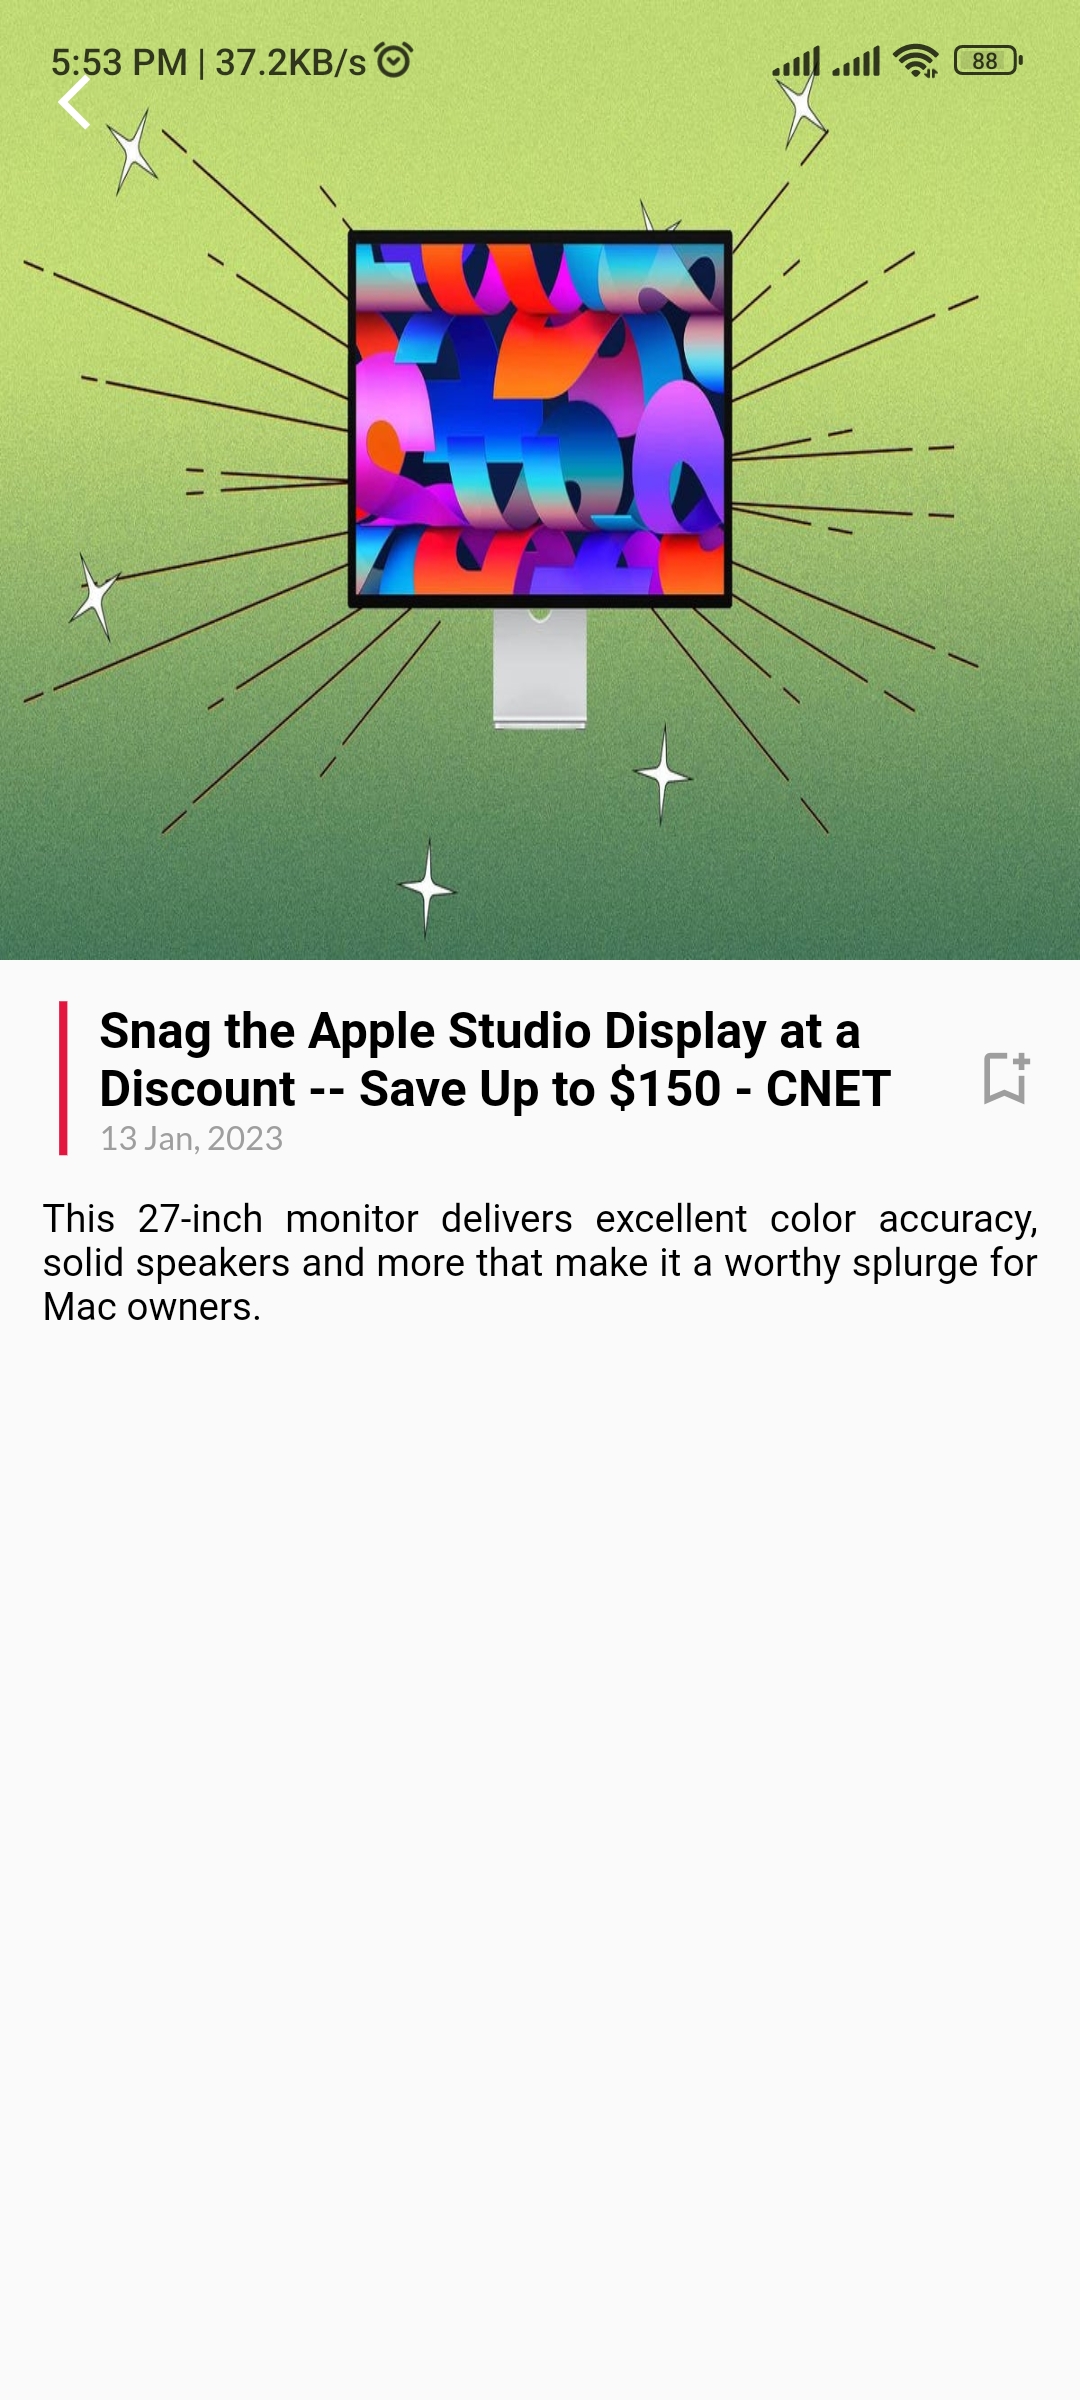 5:53 PM | 37.2KB/s
88
Snag the Apple Studio Display at a
Discount -- Save Up to $150 - CNET
13 Jan, 2023
This 27-inch monitor delivers excellent color accuracy,
solid speakers and more that make it a worthy splurge for
Mac owners.